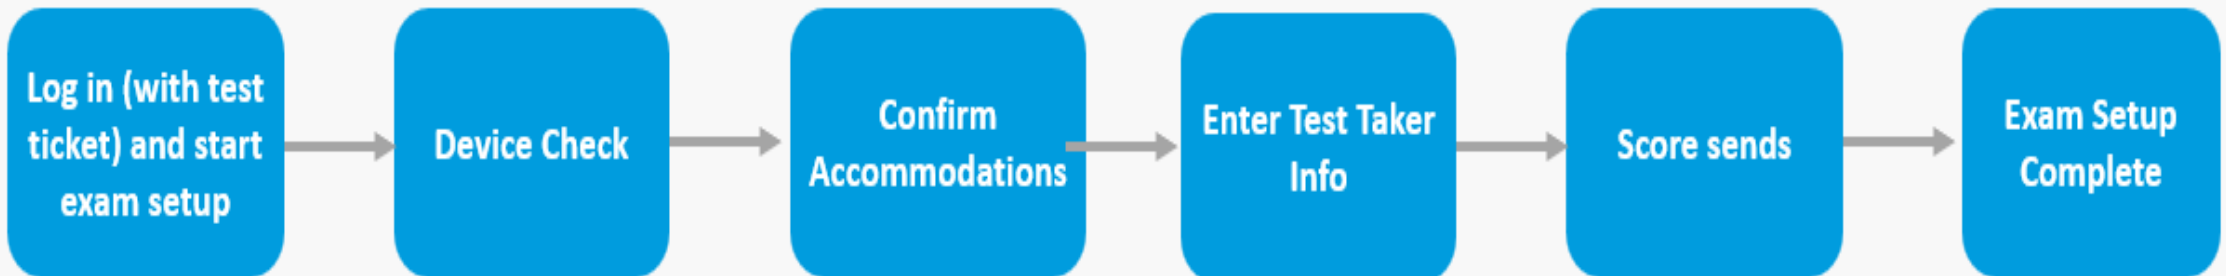 Log in (with test
ticket) and start
exam setup
Device Check
Confirm
Accommodations
Enter Test Taker
Info
Score sends
Exam Setup
Complete